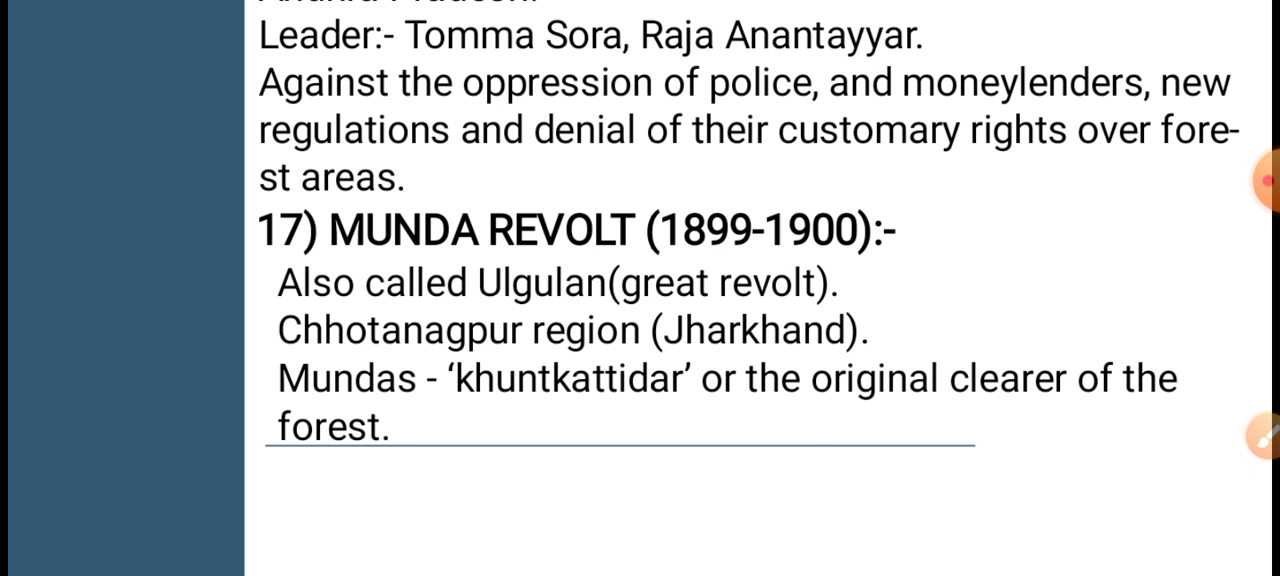 Leader:- Tomma Sora, Raja Anantayyar.
Against the oppression of police, and moneylenders, new
regulations and denial of their customary rights over fore-
st areas.
17) MUNDA REVOLT (1899-1900):-
Also called Ulgulan(great revolt).
Chhotanagpur region (Jharkhand).
Mundas - ‘khuntkattidar’ or the original clearer of the
forest.